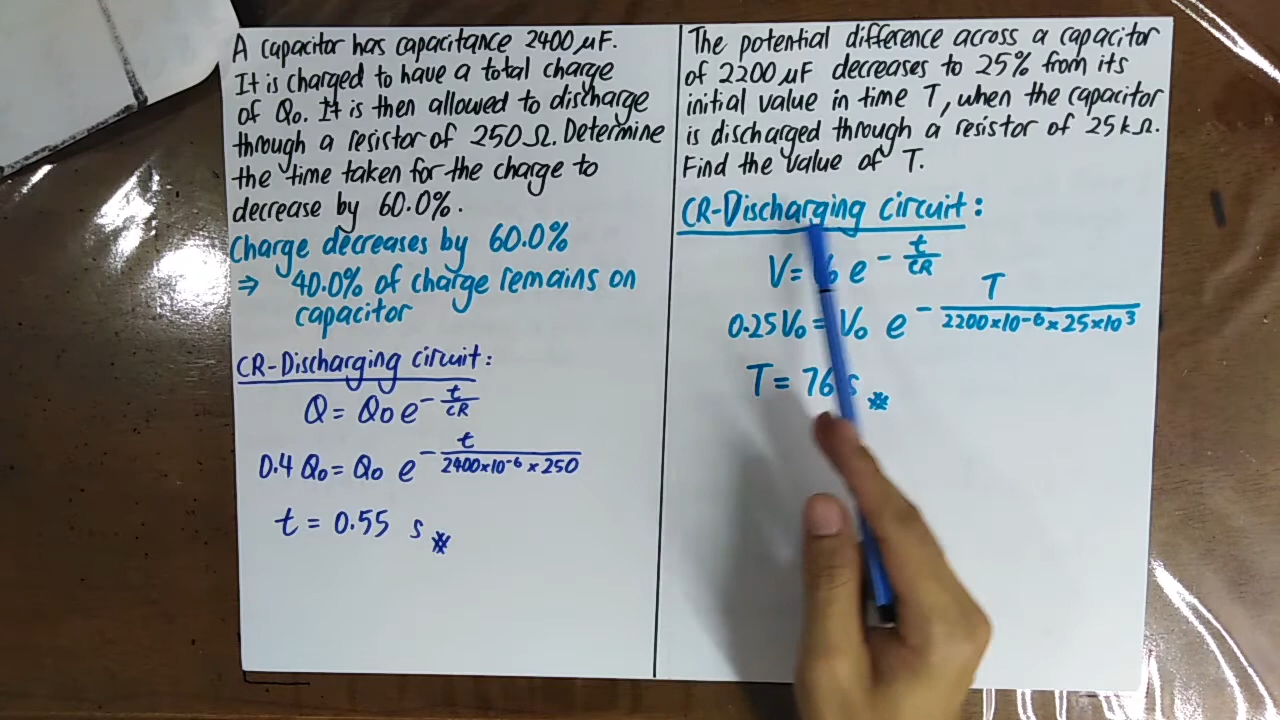 A capacitor has capacitance 2400 μF.
It is charged to have a total charge
of Q₀. It is then allowed to discharge
through a resistor of 250 Ω. Determine
the time taken for the charge to
decrease by 60.0%.
Charge decreases by 60.0%
⇒ 40.0% of charge remains on
capacitor
CR-Discharging circuit:
Q = Q₀ e^(-t/CR)
0.4 Q₀ = Q₀ e^(-t/(2400×10⁻⁶ × 250))
t = 0.55 s
The potential difference across a capacitor
of 2200 μF decreases to 25% from its
initial value in time T, when the capacitor
is discharged through a resistor of 25 kΩ.
Find the value of T.
CR-Discharging circuit:
V = e^(-t/CR)
0.25 V₀ = V₀ e^(-T/(2200×10⁻⁶×25×10³))
T = 76 s